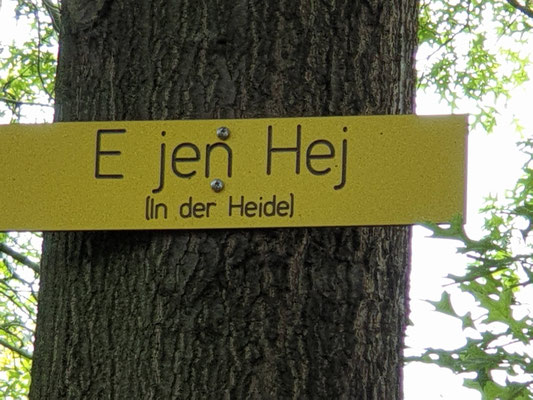 E jen Hej
(In der Heide)